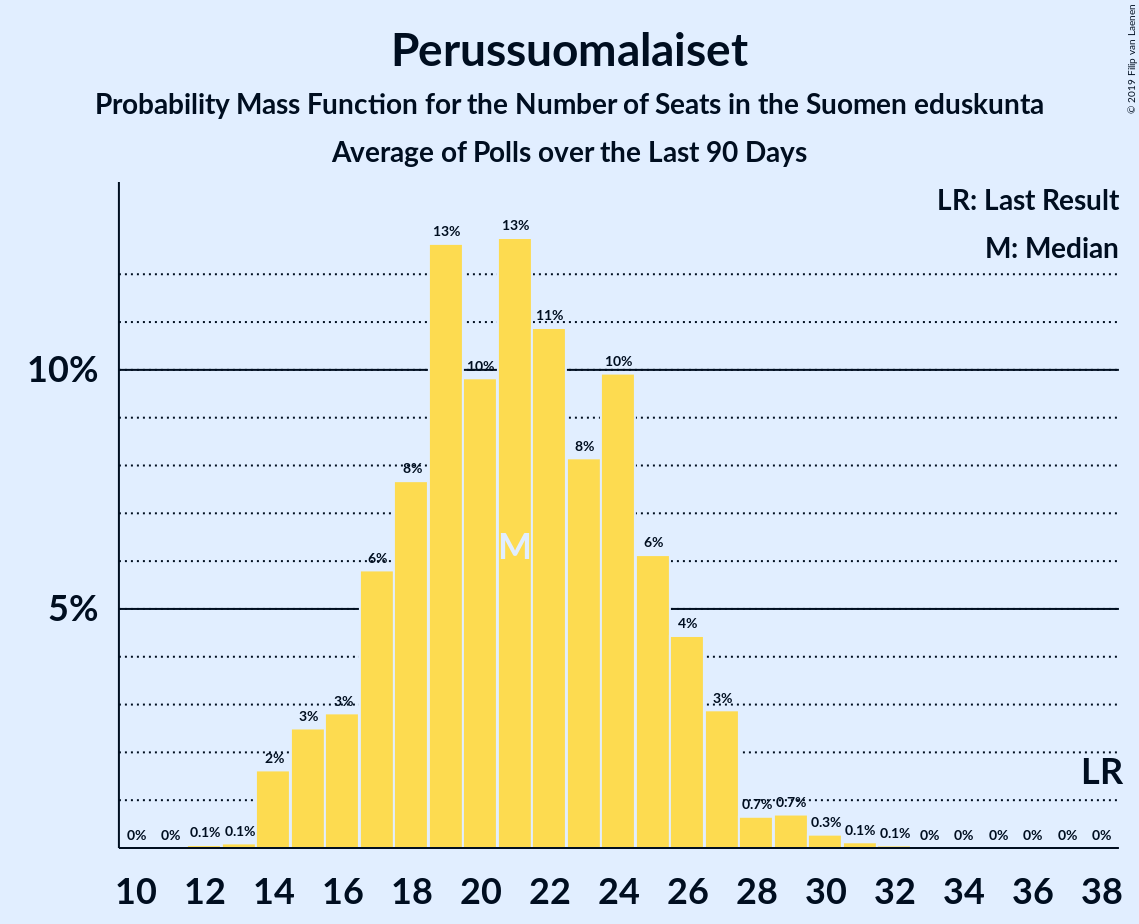 Perussuomalaiset
Probability Mass Function for the Number of Seats in the Suomen eduskunta
Average of Polls over the Last 90 Days
© 2019 Filip van Laenen
LR: Last Result
M: Median
10%
5%
0% 0% 0.1% 0.1% 2% 3% 3% 6% 8% 13% 10% 13% 11% 8% 10% 6% 4% 3% 0.7% 0.7% 0.3% 0.1% 0.1% 0% 0% 0% 0% 0% 0%
M
LR
10 12 14 16 18 20 22 24 26 28 30 32 34 36 38